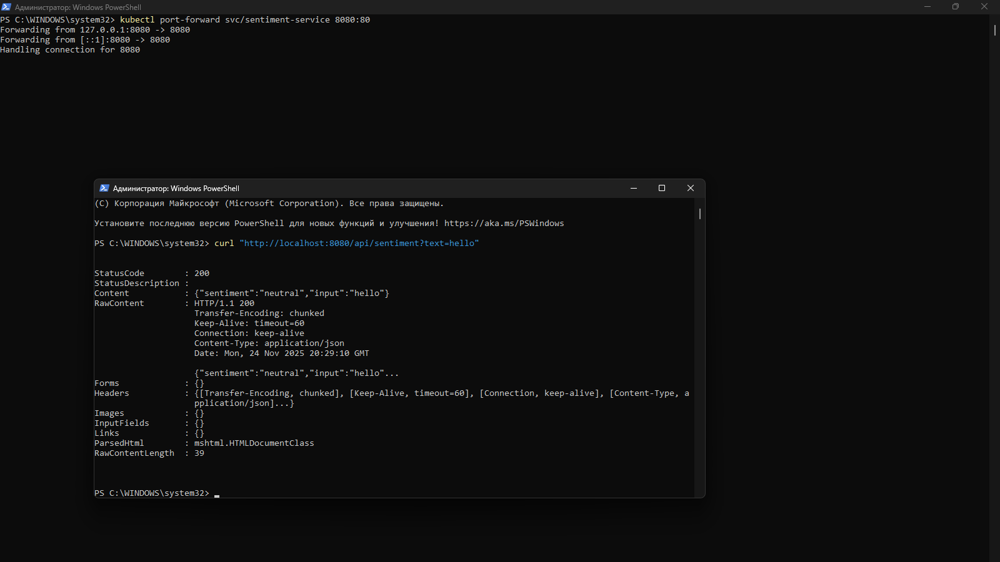 Администратор: Windows PowerShell
PS C:\WINDOWS\system32> kubectl port-forward svc/sentiment-service 8080:80
Forwarding from 127.0.0.1:8080 -> 8080
Forwarding from [::1]:8080 -> 8080
Handling connection for 8080
Администратор: Windows PowerShell
(C) Корпорация Майкрософт (Microsoft Corporation). Все права защищены.
Установите последнюю версию PowerShell для новых функций и улучшения! https://aka.ms/PSWindows
PS C:\WINDOWS\system32> curl "http://localhost:8080/api/sentiment?text=hello"
StatusCode        : 200
StatusDescription :
Content           : {"sentiment":"neutral","input":"hello"}
RawContent        : HTTP/1.1 200
                    Transfer-Encoding: chunked
                    Keep-Alive: timeout=60
                    Connection: keep-alive
                    Content-Type: application/json
                    Date: Mon, 24 Nov 2025 20:29:10 GMT
                    {"sentiment":"neutral","input":"hello"...
Forms             : {}
Headers           : {[Transfer-Encoding, chunked], [Keep-Alive, timeout=60], [Connection, keep-alive], [Content-Type, a
                    pplication/json]...}
Images            : {}
InputFields       : {}
Links             : {}
ParsedHtml        : mshtml.HTMLDocumentClass
RawContentLength  : 39
PS C:\WINDOWS\system32>